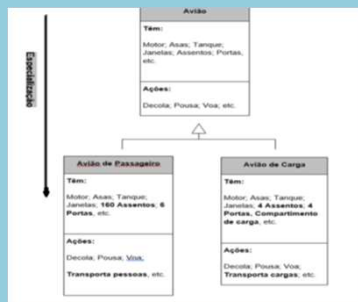 Avião
Têm:
Motor; Asas; Tanque;
Janelas; Assentos; Portas,
etc.
Ações:
Decola; Pousa; Voa; etc.
Especialização
Avião de Passageiro
Têm:
Motor; Asas; Tanque;
Janelas; 160 Assentos; 6
Portas, etc.
Ações:
Decola; Pousa; Voa;
Transporta pessoas, etc.
Avião de Carga
Têm:
Motor; Asas; Tanque;
Janelas; 4 Assentos; 4
Portas, Compartimento
de carga, etc.
Ações:
Decola; Pousa; Voa;
Transporta cargas, etc.